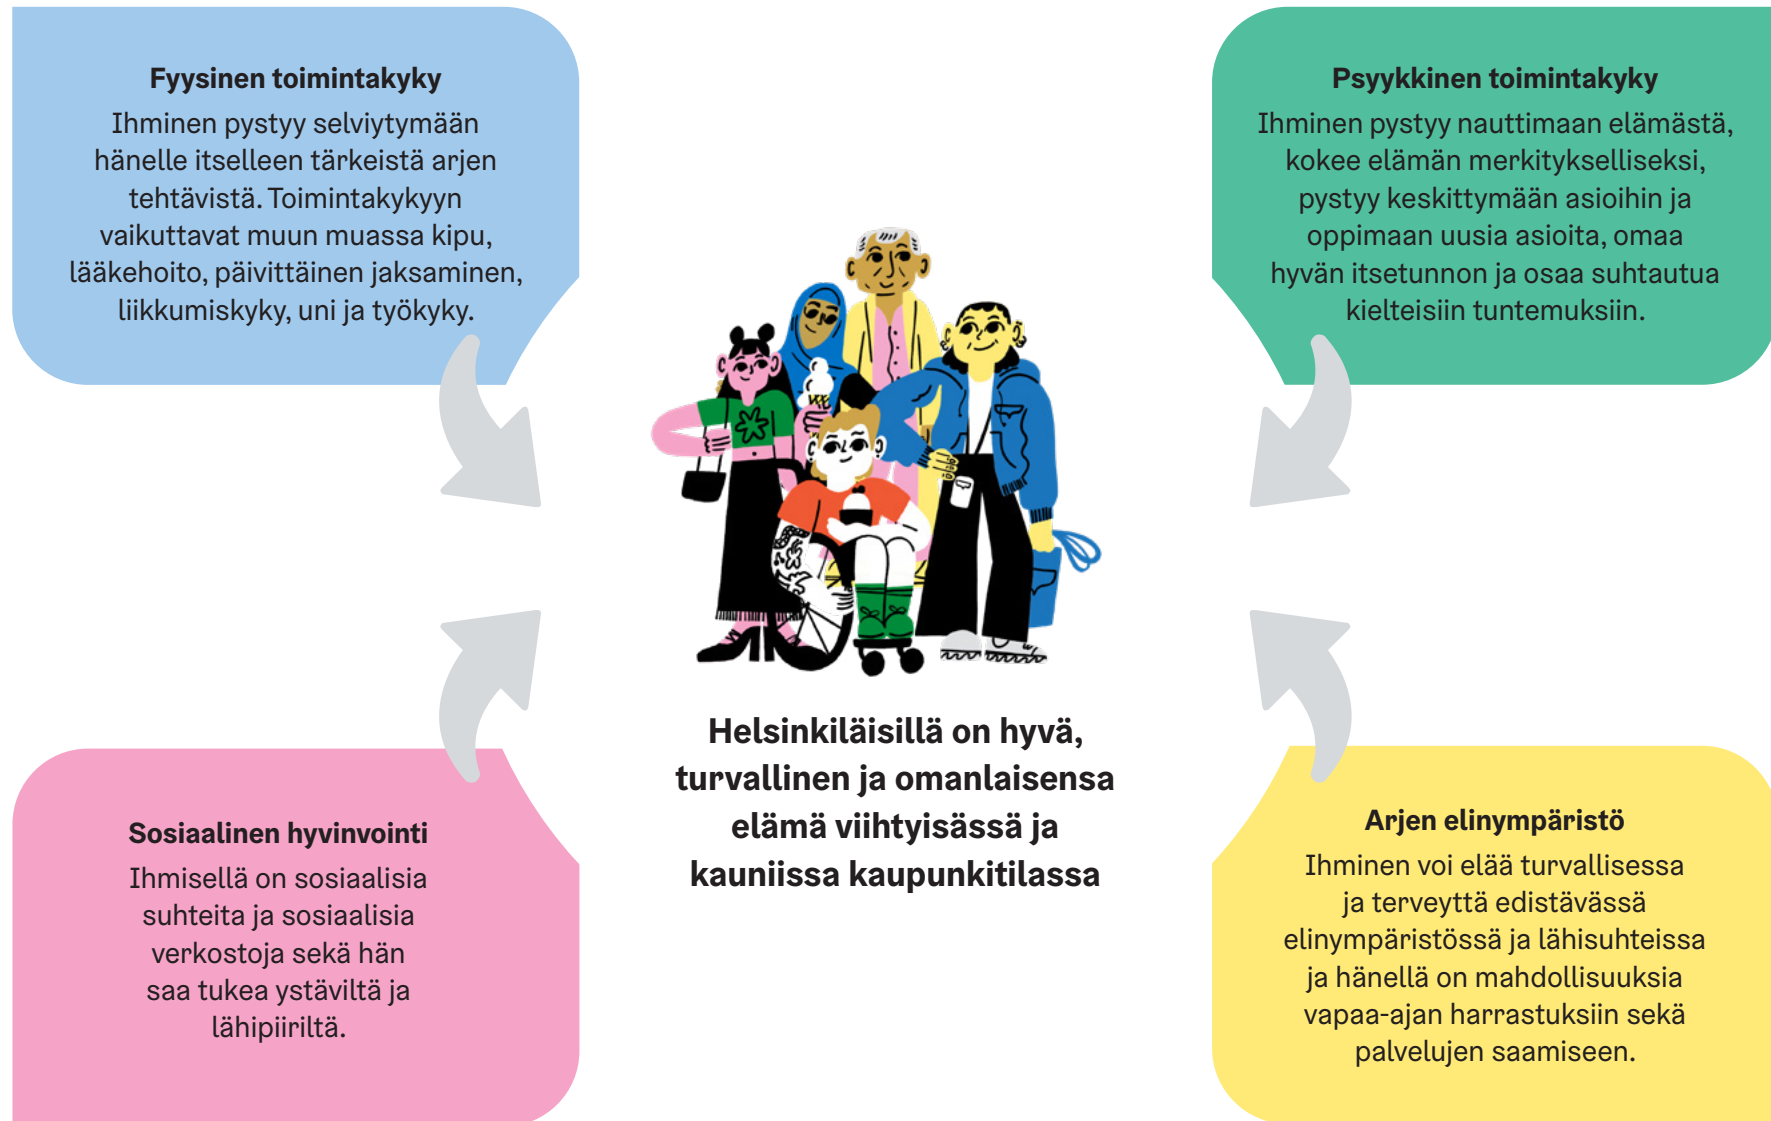 Fyysinen toimintakyky
Ihminen pystyy selviytymään
hänelle itselleen tärkeistä arjen
tehtävistä. Toimintakykyyn
vaikuttavat muun muassa kipu,
lääkehoito, päivittäinen jaksaminen,
liikkumiskyky, uni ja työkyky.
Psyykkinen toimintakyky
Ihminen pystyy nauttimaan elämästä,
kokee elämän merkitykselliseksi,
pystyy keskittymään asioihin ja
oppimaan uusia asioita, omaa
hyvän itsetunnon ja osaa suhtautua
kielteisiin tuntemuksiin.
Helsinkiläisillä on hyvä,
turvallinen ja omanlaisensa
elämä viihtyisässä ja
kauniissa kaupunkitilassa
Sosiaalinen hyvinvointi
Ihmisellä on sosiaalisia
suhteita ja sosiaalisia
verkostoja sekä hän
saa tukea ystäviltä ja
lähipiiriltä.
Arjen elinympäristö
Ihminen voi elää turvallisessa
ja terveyttä edistävässä
elinympäristössä ja lähisuhteissa
ja hänellä on mahdollisuuksia
vapaa-ajan harrastuksiin sekä
palvelujen saamiseen.